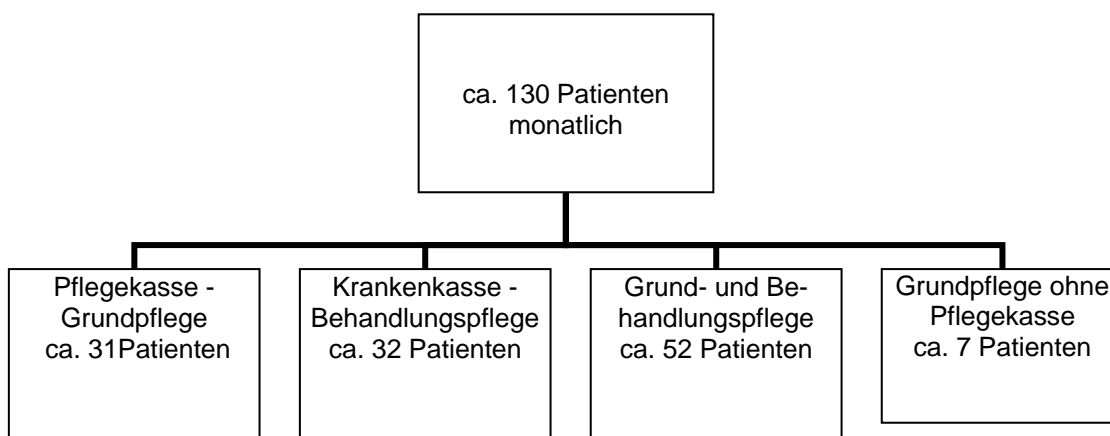 ca. 130 Patienten
monatlich
Pflegekasse -
Grundpflege
ca. 31Patienten
Krankenkasse -
Behandlungspflege
ca. 32 Patienten
Grund- und Be-
handlungspflege
ca. 52 Patienten
Grundpflege ohne
Pflegekasse
ca. 7 Patienten